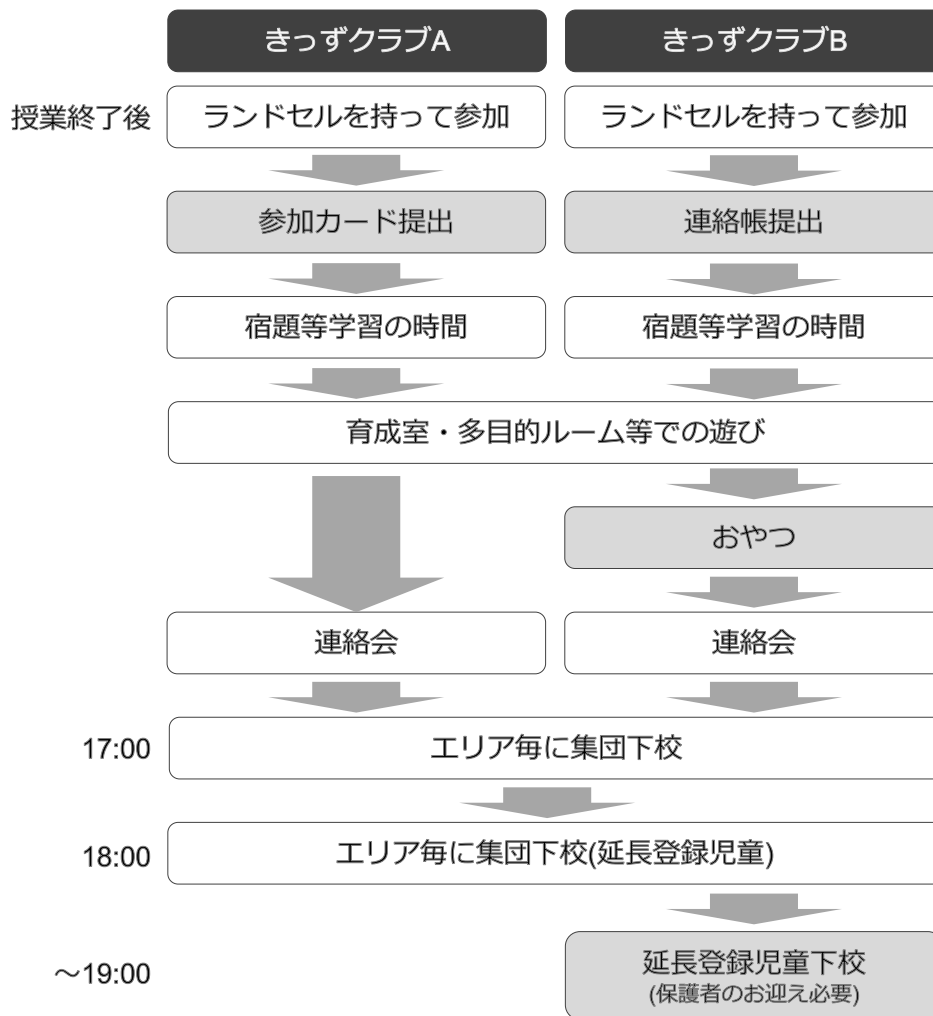 きっずクラブA
きっずクラブB
授業終了後
ランドセルを持って参加
ランドセルを持って参加
参加カード提出
連絡帳提出
宿題等学習の時間
宿題等学習の時間
育成室・多目的ルーム等での遊び
おやつ
連絡会
連絡会
17:00
エリア毎に集団下校
18:00
エリア毎に集団下校(延長登録児童)
～19:00
延長登録児童下校
(保護者のお迎え必要)